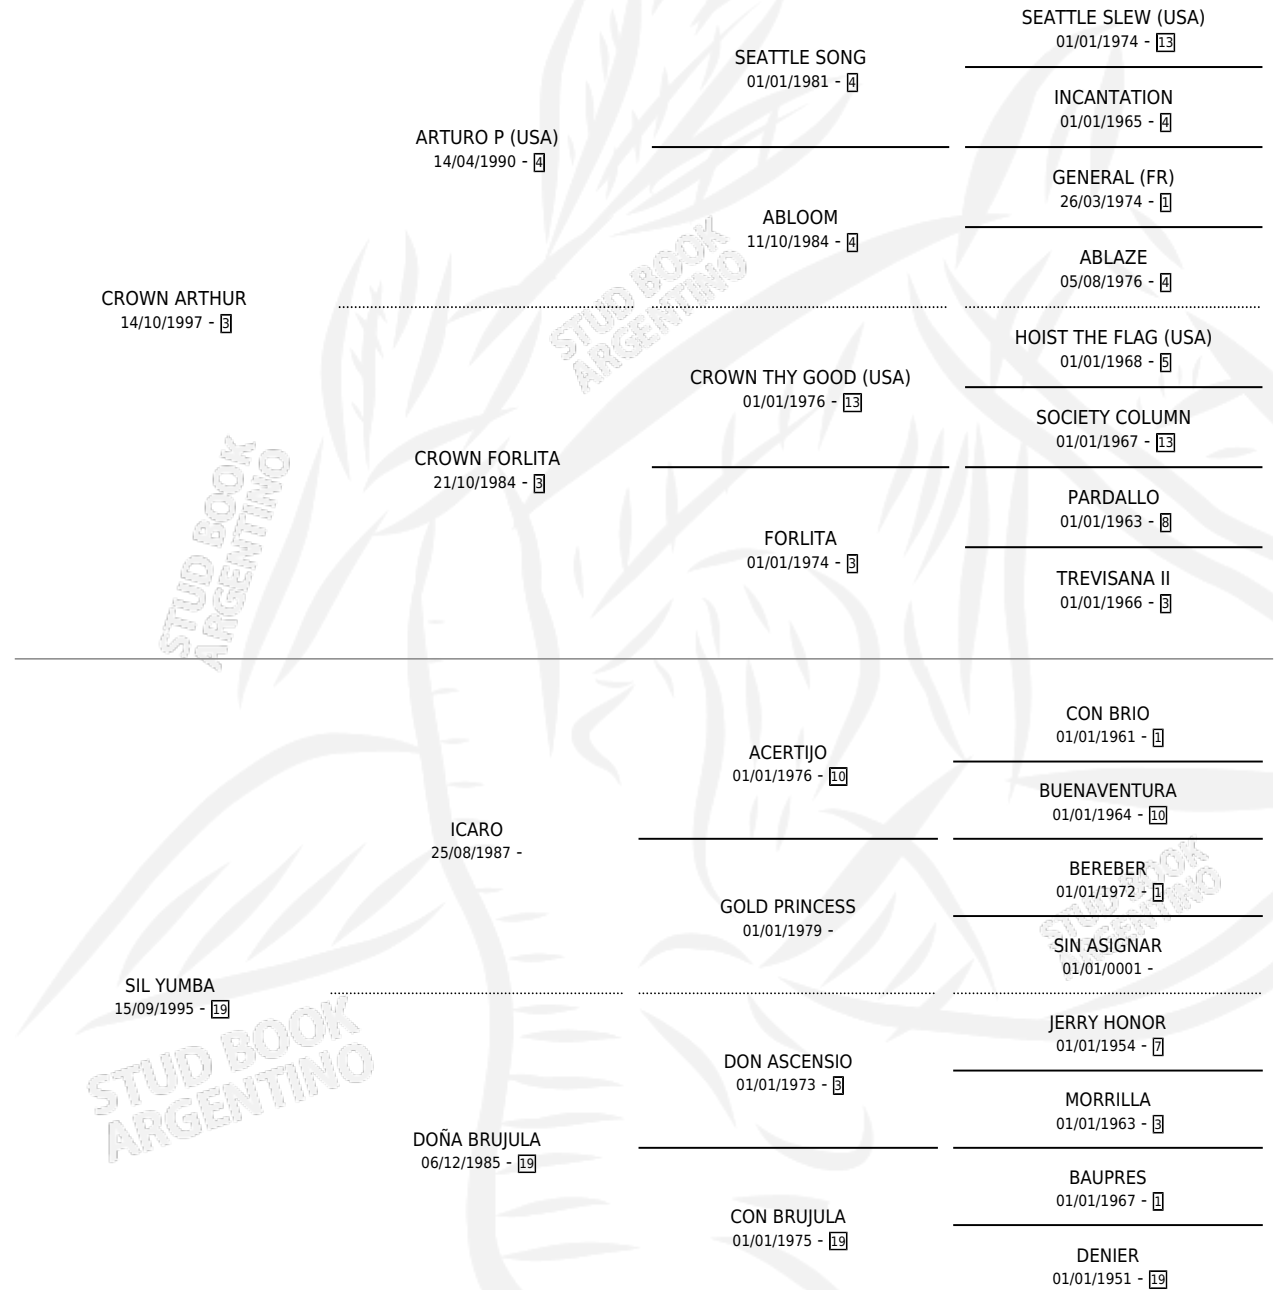 SEATTLE SLEW (USA)
01/01/1974 - 13
SEATTLE SONG
01/01/1981 - 4
INCANTATION
01/01/1965 - 4
ARTURO P (USA)
14/04/1990 - 4
GENERAL (FR)
26/03/1974 - 1
ABLOOM
11/10/1984 - 4
ABLAZE
05/08/1976 - 4
CROWN ARTHUR
14/10/1997 - 3
HOIST THE FLAG (USA)
01/01/1968 - 5
CROWN THY GOOD (USA)
01/01/1976 - 13
SOCIETY COLUMN
01/01/1967 - 13
CROWN FORLITA
21/10/1984 - 3
PARDALLO
01/01/1963 - 8
FORLITA
01/01/1974 - 3
TREVISANA II
01/01/1966 - 3
CON BRIO
01/01/1961 - 1
ACERTIJO
01/01/1976 - 10
BUENAVENTURA
01/01/1964 - 10
ICARO
25/08/1987 -
BEREBER
01/01/1972 - 1
GOLD PRINCESS
01/01/1979 -
SIN ASIGNAR
01/01/0001 -
SIL YUMBA
15/09/1995 - 19
JERRY HONOR
01/01/1954 - 7
DON ASCENSIO
01/01/1973 - 3
MORRILLA
01/01/1963 - 3
DOÑA BRUJULA
06/12/1985 - 19
BAUPRES
01/01/1967 - 1
CON BRUJULA
01/01/1975 - 19
DENIER
01/01/1951 - 19
STUD BOOK
ARGENTINO
STUD BOOK
ARGENTINO
STUD BOOK
ARGENTINO
STUD BOOK
ARGENTINO